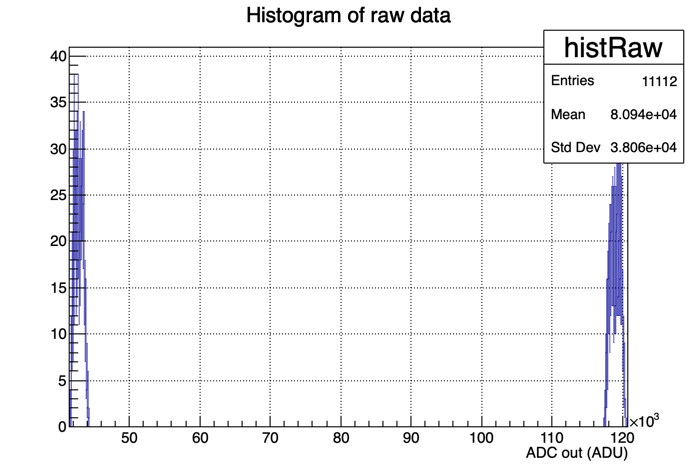 Histogram of raw data
histRaw
Entries 11112
Mean 8.094e+04
Std Dev 3.806e+04
40
35
30
25
20
15
10
5
0
50 60 70 80 90 100 110 120
×10³
ADC out (ADU)